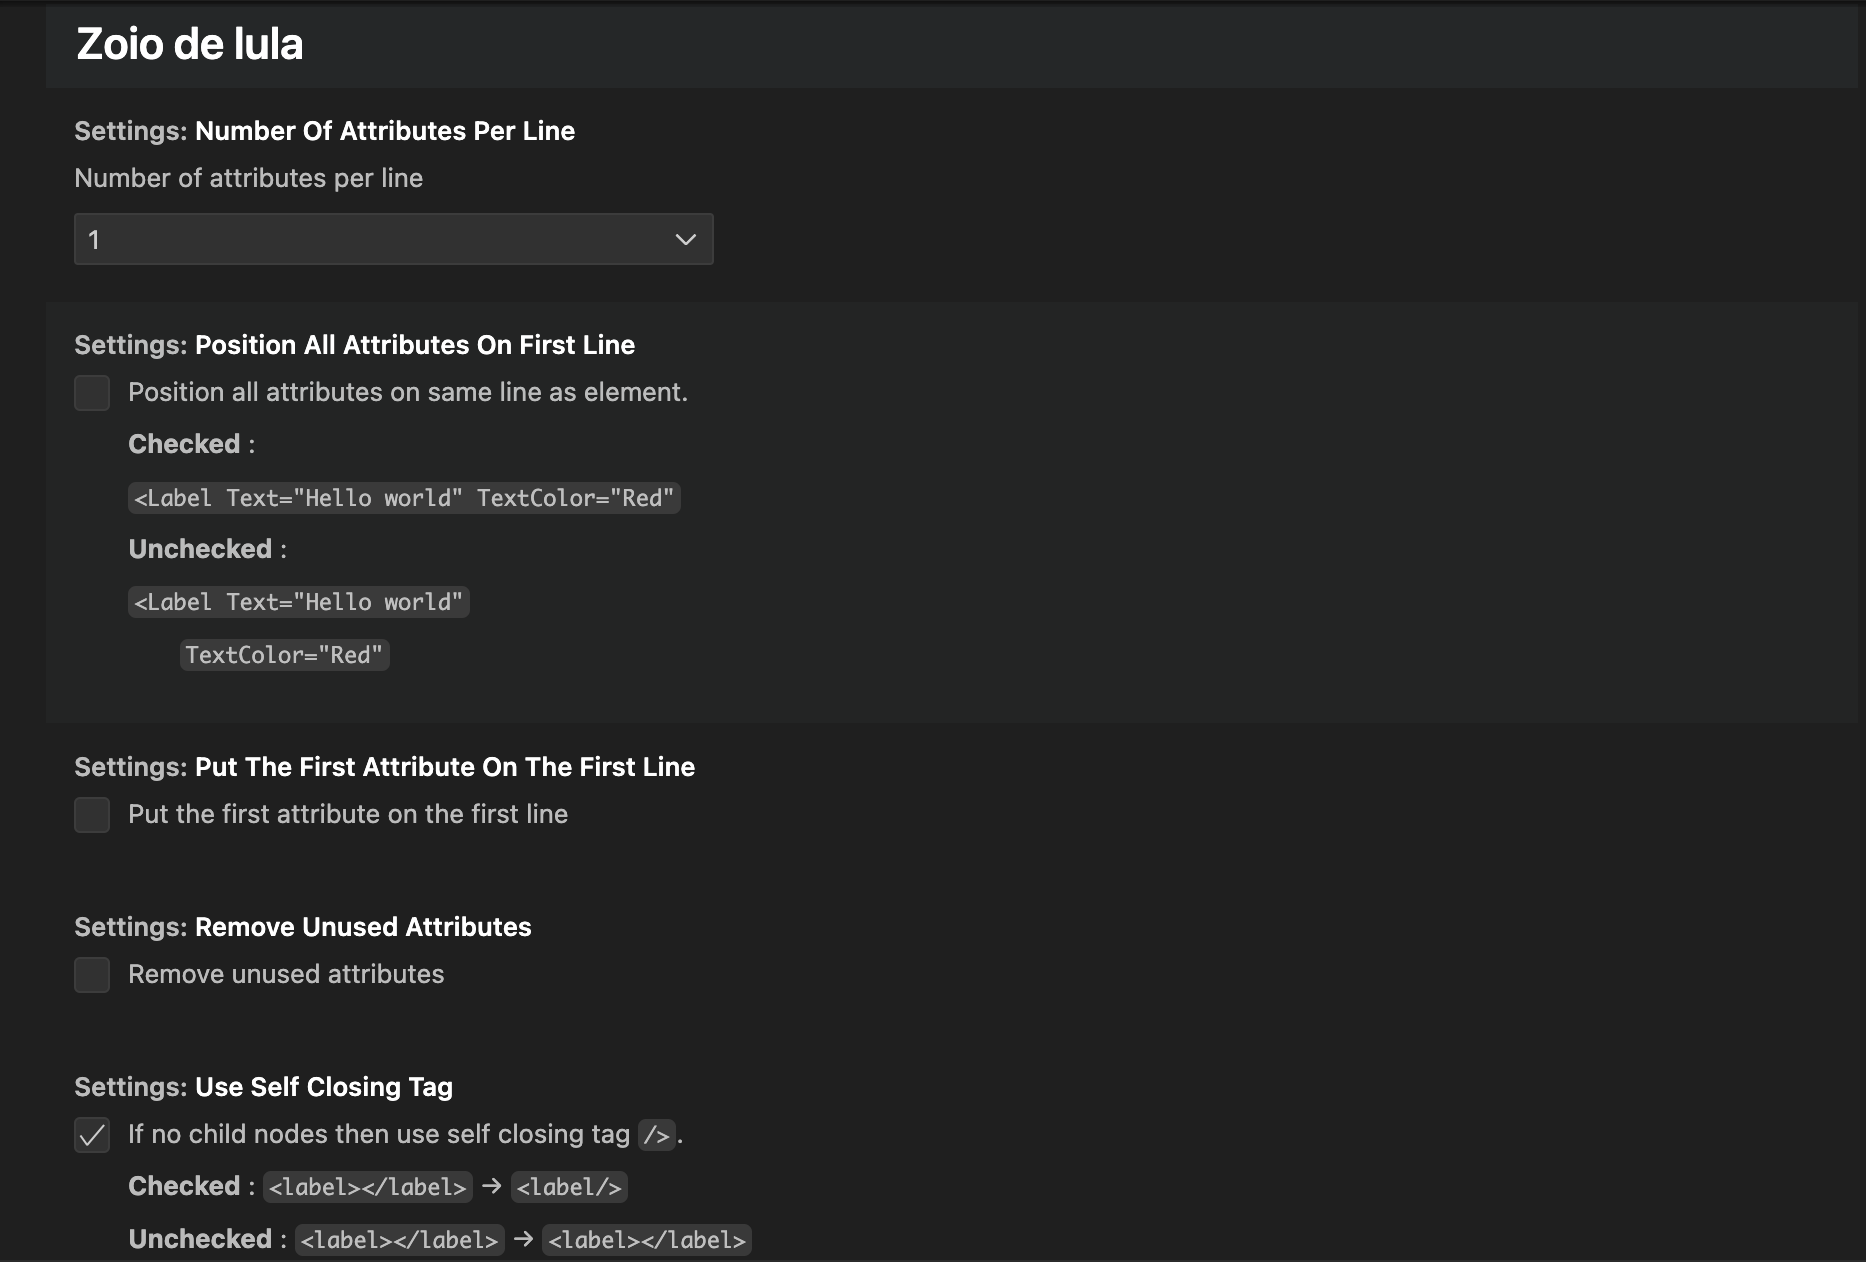 Zoio de lula
Settings: Number Of Attributes Per Line
Number of attributes per line
1
Settings: Position All Attributes On First Line
Position all attributes on same line as element.
Checked :
<Label Text="Hello world" TextColor="Red"
Unchecked :
<Label Text="Hello world"
TextColor="Red"
Settings: Put The First Attribute On The First Line
Put the first attribute on the first line
Settings: Remove Unused Attributes
Remove unused attributes
Settings: Use Self Closing Tag
If no child nodes then use self closing tag />.
Checked : <label></label> → <label/>
Unchecked : <label></label> → <label></label>